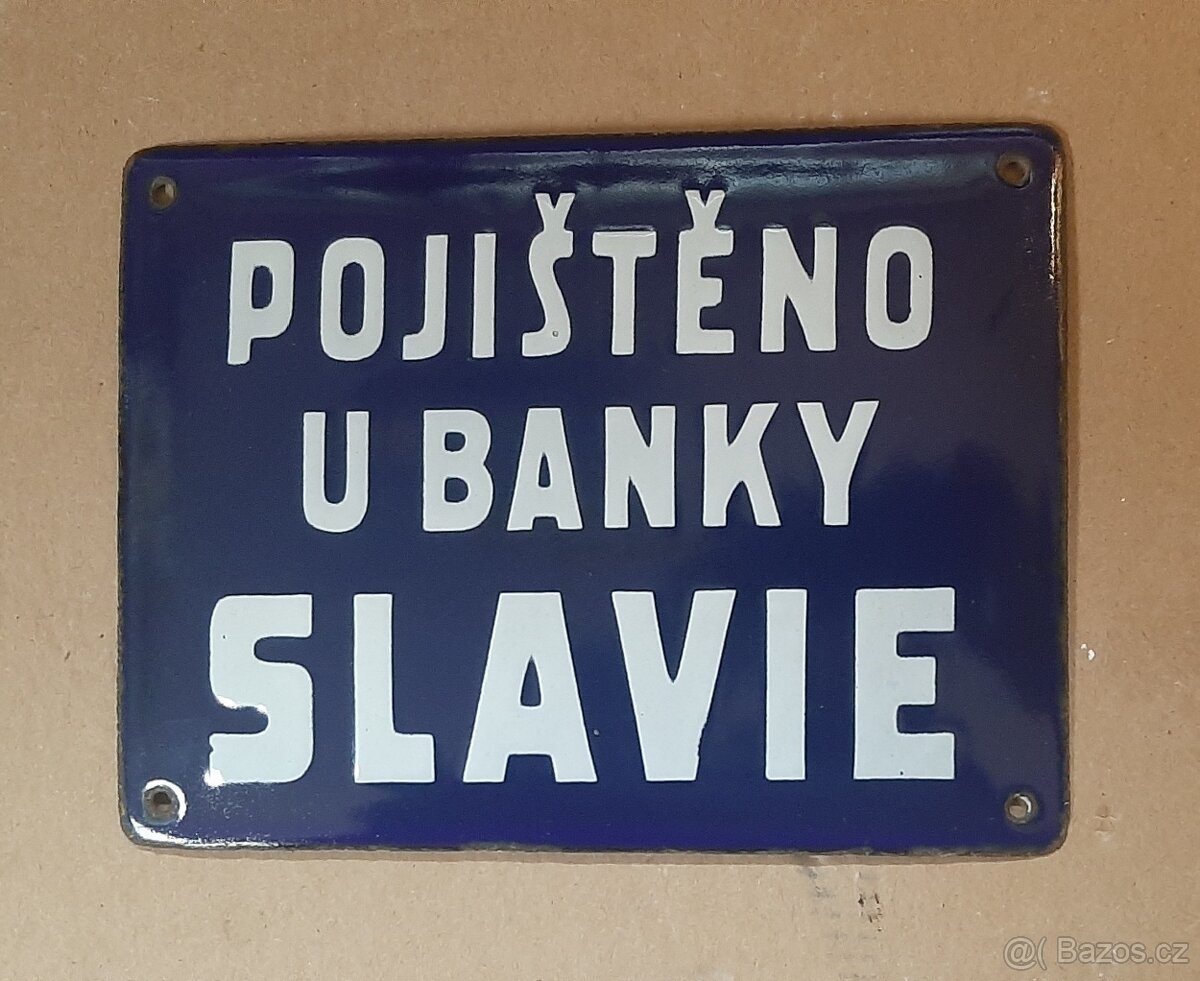 POJIŠTĚNO
U BANKY
SLAVIE
@( Bazos.cz